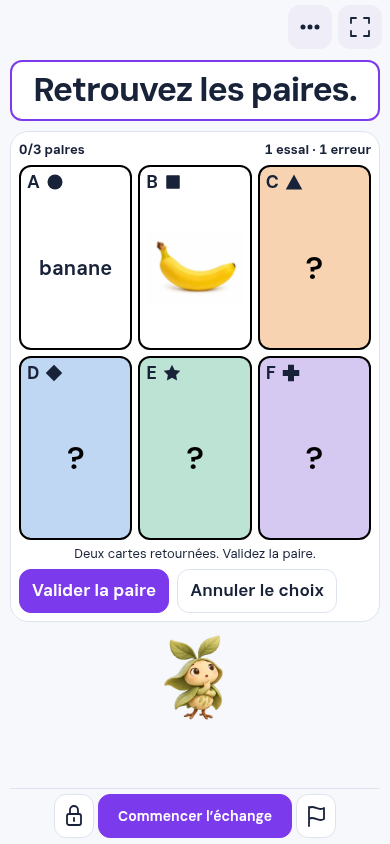 Retrouvez les paires.
0/3 paires
1 essai · 1 erreur
A
B
C
banane
?
D
E
F
?
?
?
Deux cartes retournées. Validez la paire.
Valider la paire
Annuler le choix
Commencer l’échange